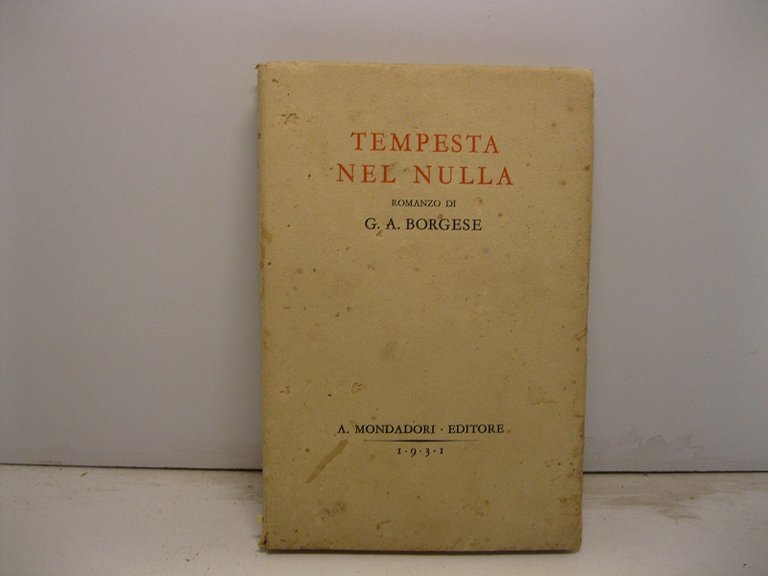 TEMPESTA
NEL NULLA
ROMANZO DI
G. A. BORGESE
A. MONDADORI · EDITORE
1 · 9 · 3 · 1